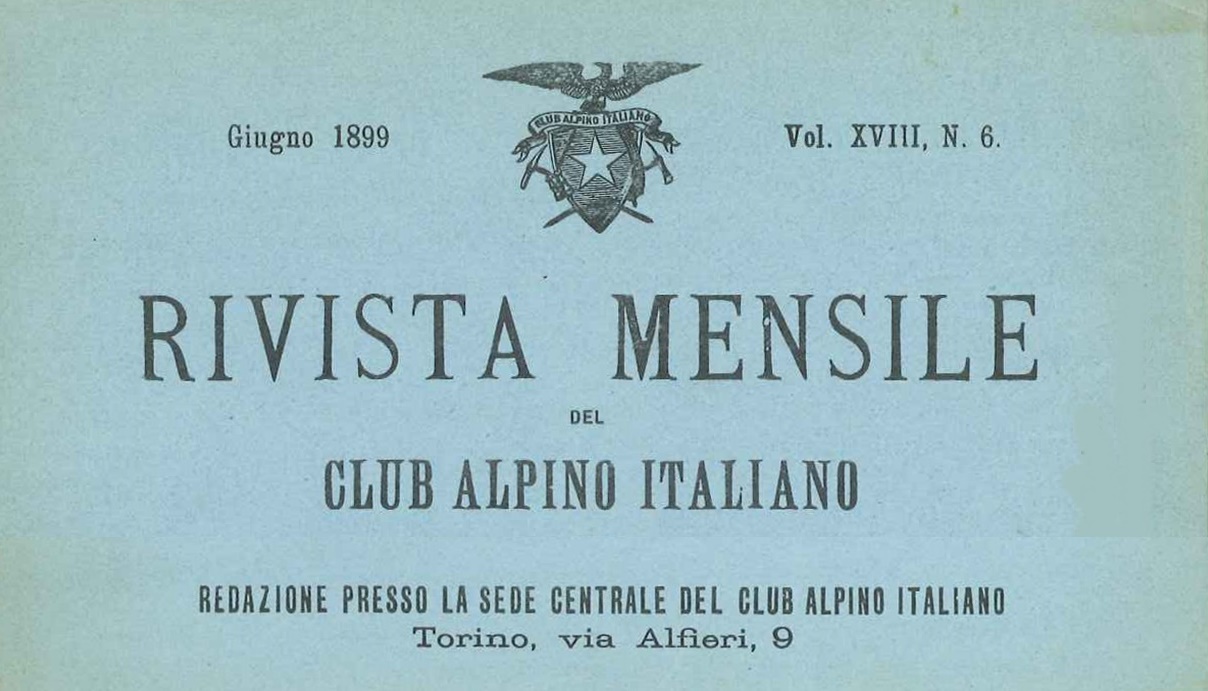 CLUB ALPINO ITALIANO
Giugno 1899
Vol. XVIII, N. 6.
RIVISTA MENSILE
DEL
CLUB ALPINO ITALIANO
REDAZIONE PRESSO LA SEDE CENTRALE DEL CLUB ALPINO ITALIANO
Torino, via Alfieri, 9